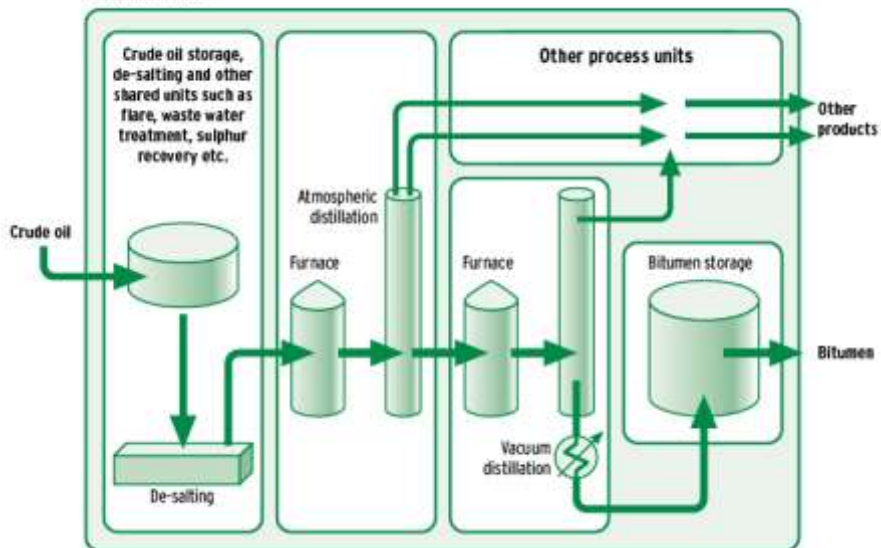 Crude oil storage,
de-salting and other
shared units such as
flare, waste water
treatment, sulphur
recovery etc.
Other process units
Other
products
Atmospheric
distillation
Crude oil
Furnace
Furnace
Bitumen storage
Bitumen
Vacuum
distillation
De-salting